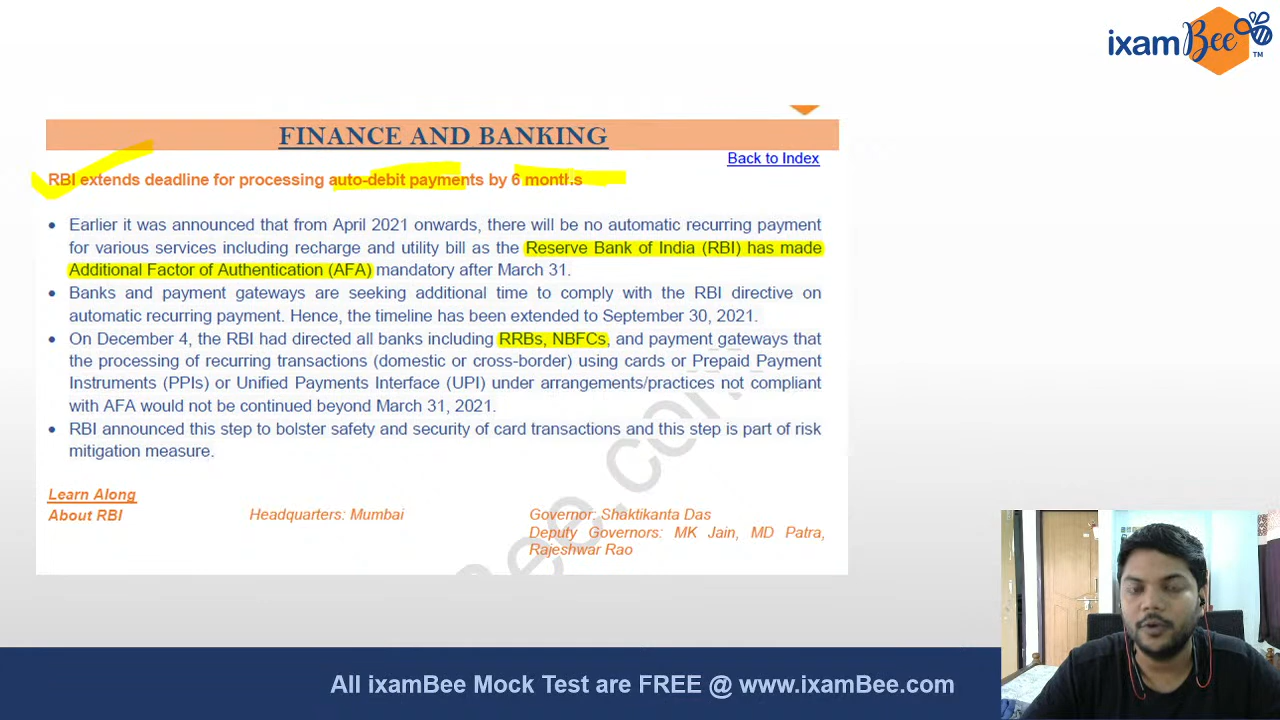 ixamBee
TM
FINANCE AND BANKING
Back to Index
RBI extends deadline for processing auto-debit payments by 6 months
• Earlier it was announced that from April 2021 onwards, there will be no automatic recurring payment
for various services including recharge and utility bill as the Reserve Bank of India (RBI) has made
Additional Factor of Authentication (AFA) mandatory after March 31.
• Banks and payment gateways are seeking additional time to comply with the RBI directive on
automatic recurring payment. Hence, the timeline has been extended to September 30, 2021.
• On December 4, the RBI had directed all banks including RRBs, NBFCs, and payment gateways that
the processing of recurring transactions (domestic or cross-border) using cards or Prepaid Payment
Instruments (PPIs) or Unified Payments Interface (UPI) under arrangements/practices not compliant
with AFA would not be continued beyond March 31, 2021.
• RBI announced this step to bolster safety and security of card transactions and this step is part of risk
mitigation measure.
Learn Along
About RBI
Headquarters: Mumbai
Governor: Shaktikanta Das
Deputy Governors: MK Jain, MD Patra,
Rajeshwar Rao
Bee.com
All ixamBee Mock Test are FREE @ www.ixamBee.com